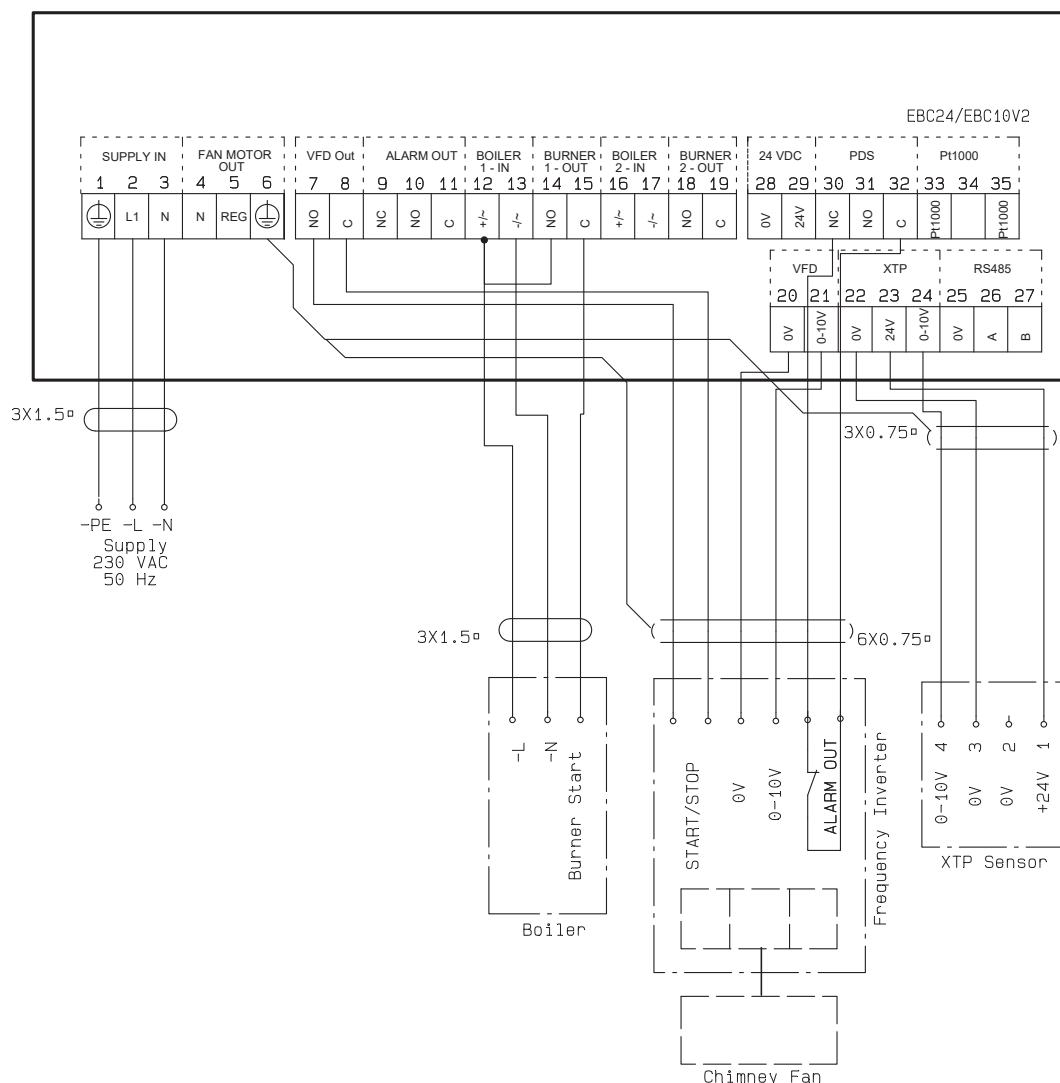 EBC24/EBC10V2
SUPPLY IN
FAN MOTOR
OUT
VFD Out
ALARM OUT
BOILER
1 - IN
BURNER
1 - OUT
BOILER
2 - IN
BURNER
2 - OUT
24 VDC
PDS
Pt1000
1 2 3 4 5 6 7 8 9 10 11 12 13 14 15 16 17 18 19 28 29 30 31 32 33 34 35
L1 N N REG NO C NC NO C +/~ -/~ NO C +/~ -/~ NO C 0V 24V NC NO C Pt1000 Pt1000
VFD XTP RS485
20 21 22 23 24 25 26 27
0V 0-10V 0V 24V 0-10V 0V A B
3X1.5▫
3X0.75▫
-PE -L -N
Supply
230 VAC
50 Hz
3X1.5▫
6X0.75▫
-L
-N
Burner Start
Boiler
START/STOP
0V
0-10V
ALARM OUT
Frequency Inverter
Chimney Fan
0-10V 4
0V 3
0V 2-
+24V 1
XTP Sensor